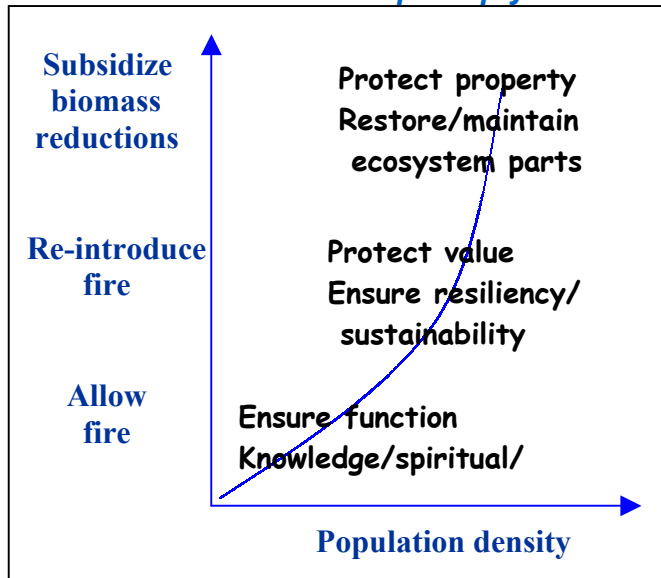 Subsidize
biomass
reductions
Protect property
Restore/maintain
ecosystem parts
Re-introduce
fire
Protect value
Ensure resiliency/
sustainability
Allow
fire
Ensure function
Knowledge/spiritual/
Population density